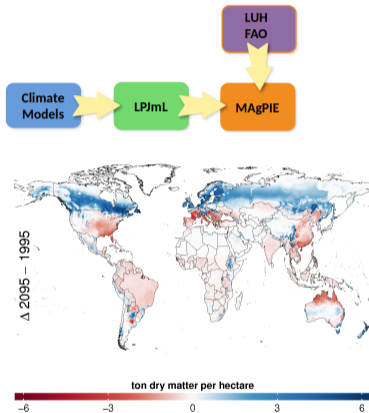 LUH
FAO
Climate
Models
LPJmL
MAgPIE
Δ 2095 − 1995
ton dry matter per hectare
−6
−3
0
3
6